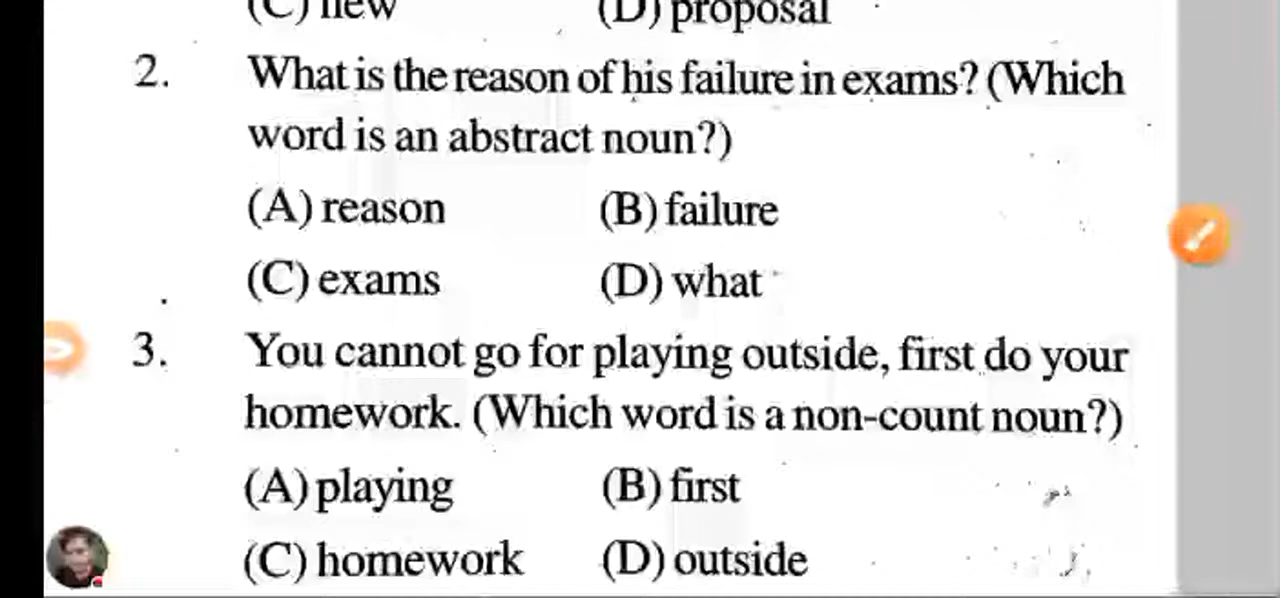 (C) new (D) proposal
2. What is the reason of his failure in exams? (Which
word is an abstract noun?)
(A) reason (B) failure
(C) exams (D) what
3. You cannot go for playing outside, first do your
homework. (Which word is a non-count noun?)
(A) playing (B) first
(C) homework (D) outside